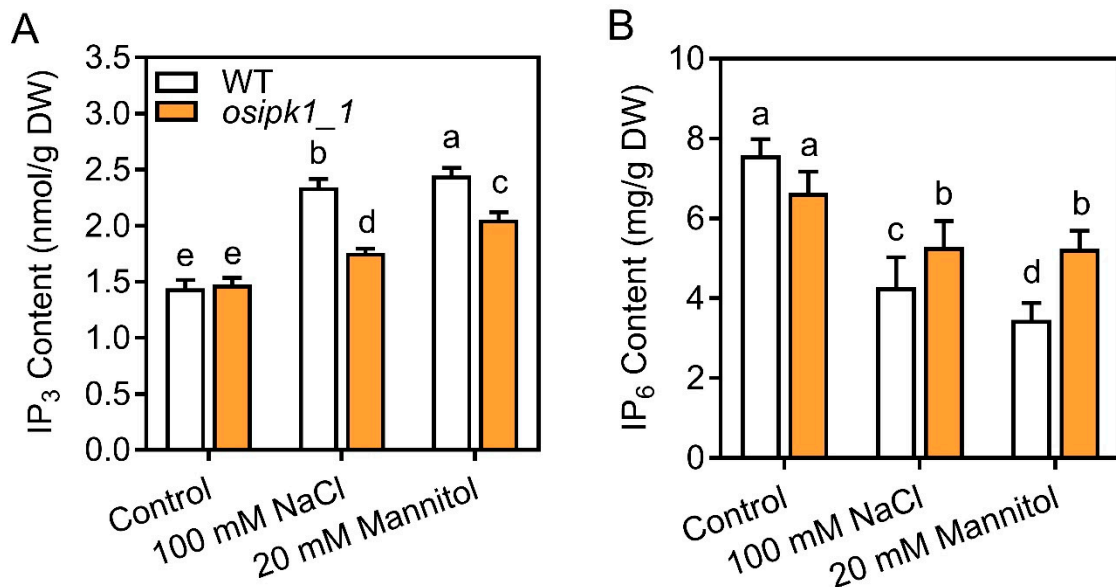 A
IP3 Content (nmol/g DW)
3.5
3.0
2.5
2.0
1.5
1.0
0.5
0.0
WT
osipk1_1
e
e
b
d
a
c
Control
100 mM NaCl
20 mM Mannitol
B
IP6 Content (mg/g DW)
10
8
6
4
2
0
a
a
c
b
d
b
Control
100 mM NaCl
20 mM Mannitol